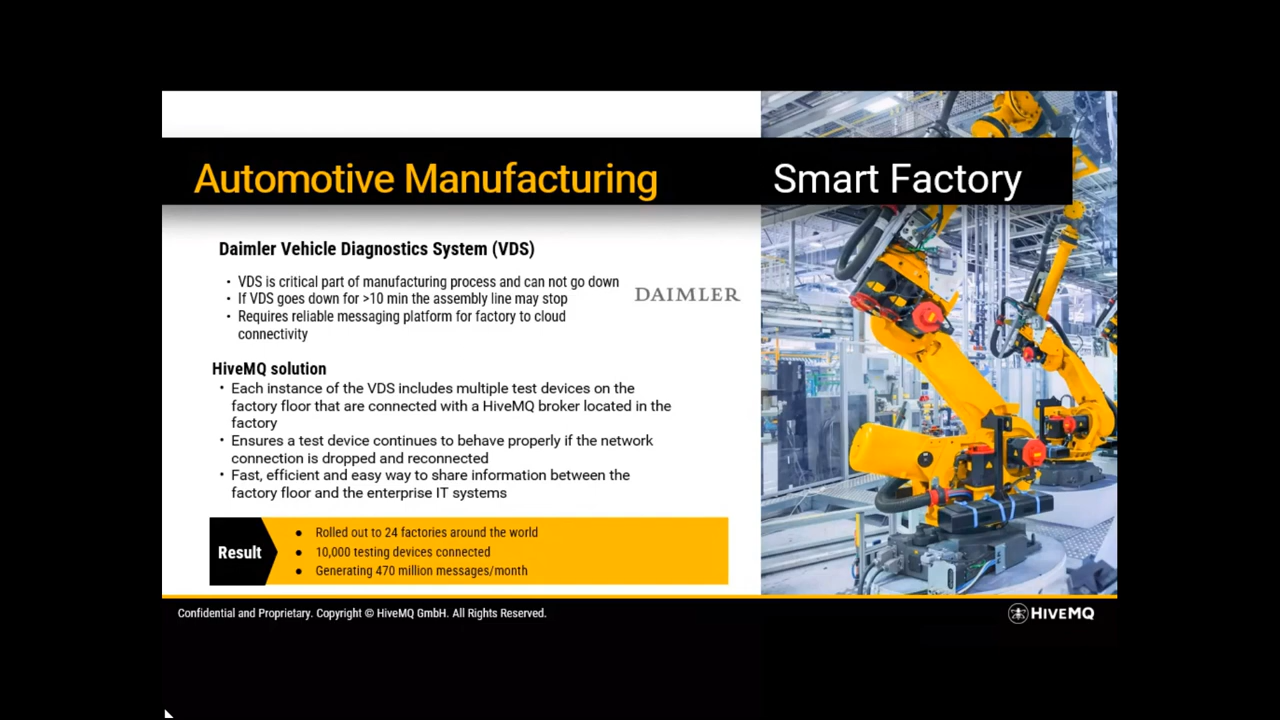 Automotive Manufacturing
Smart Factory
Daimler Vehicle Diagnostics System (VDS)
• VDS is critical part of manufacturing process and can not go down
• If VDS goes down for >10 min the assembly line may stop
• Requires reliable messaging platform for factory to cloud
connectivity
DAIMLER
HiveMQ solution
• Each instance of the VDS includes multiple test devices on the
factory floor that are connected with a HiveMQ broker located in the
factory
• Ensures a test device continues to behave properly if the network
connection is dropped and reconnected
• Fast, efficient and easy way to share information between the
factory floor and the enterprise IT systems
Result
● Rolled out to 24 factories around the world
● 10,000 testing devices connected
● Generating 470 million messages/month
Confidential and Proprietary. Copyright © HiveMQ GmbH. All Rights Reserved.
HIVEMQ